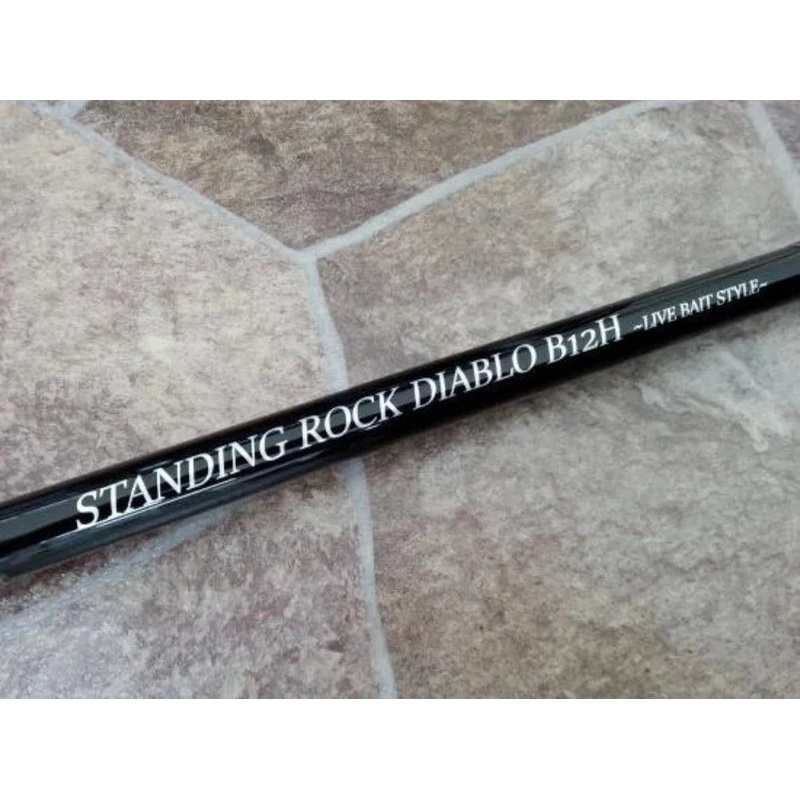 STANDING ROCK DIABLO B12H ~LIVE BAIT STYLE~